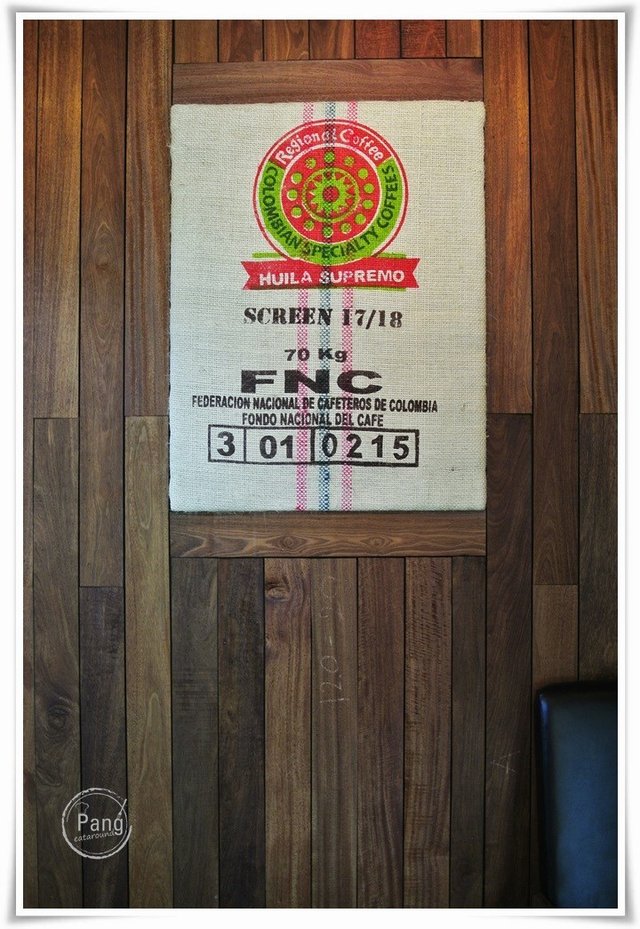 Regional Coffee
COLOMBIAN SPECIALTY COFFEES
HUILA SUPREMO
SCREEN 17/18
70 Kg
FNC
FEDERACION NACIONAL DE CAFETEROS DE COLOMBIA
FONDO NACIONAL DEL CAFE
3 01 0215
Pang
eataround